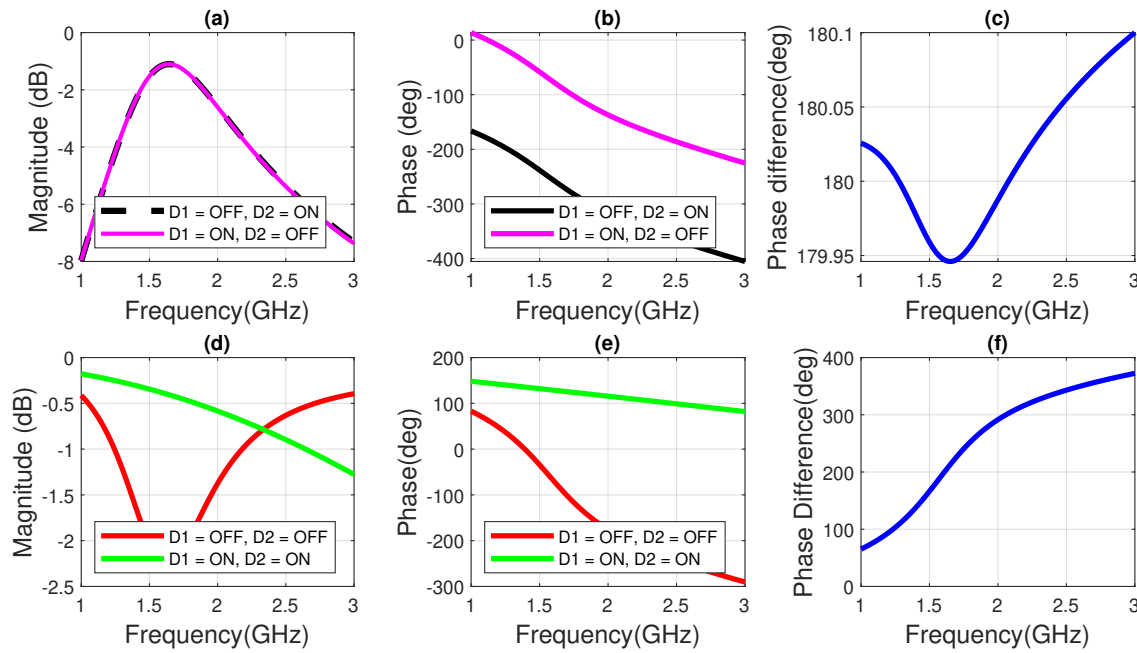 (a)
0
-2
-4
-6
-8
Magnitude (dB)
D1 = OFF, D2 = ON
D1 = ON, D2 = OFF
1 1.5 2 2.5 3
Frequency(GHz)
(b)
0
-100
-200
-300
-400
Phase (deg)
D1 = OFF, D2 = ON
D1 = ON, D2 = OFF
1 1.5 2 2.5 3
Frequency(GHz)
(c)
180.1
180.05
180
179.95
Phase difference(deg)
1 1.5 2 2.5 3
Frequency(GHz)
(d)
0
-0.5
-1
-1.5
-2
-2.5
Magnitude (dB)
D1 = OFF, D2 = OFF
D1 = ON, D2 = ON
1 1.5 2 2.5 3
Frequency(GHz)
(e)
200
100
0
-100
-200
-300
Phase(deg)
D1 = OFF, D2 = OFF
D1 = ON, D2 = ON
1 1.5 2 2.5 3
Frequency(GHz)
(f)
400
300
200
100
0
Phase Difference(deg)
1 1.5 2 2.5 3
Frequency(GHz)